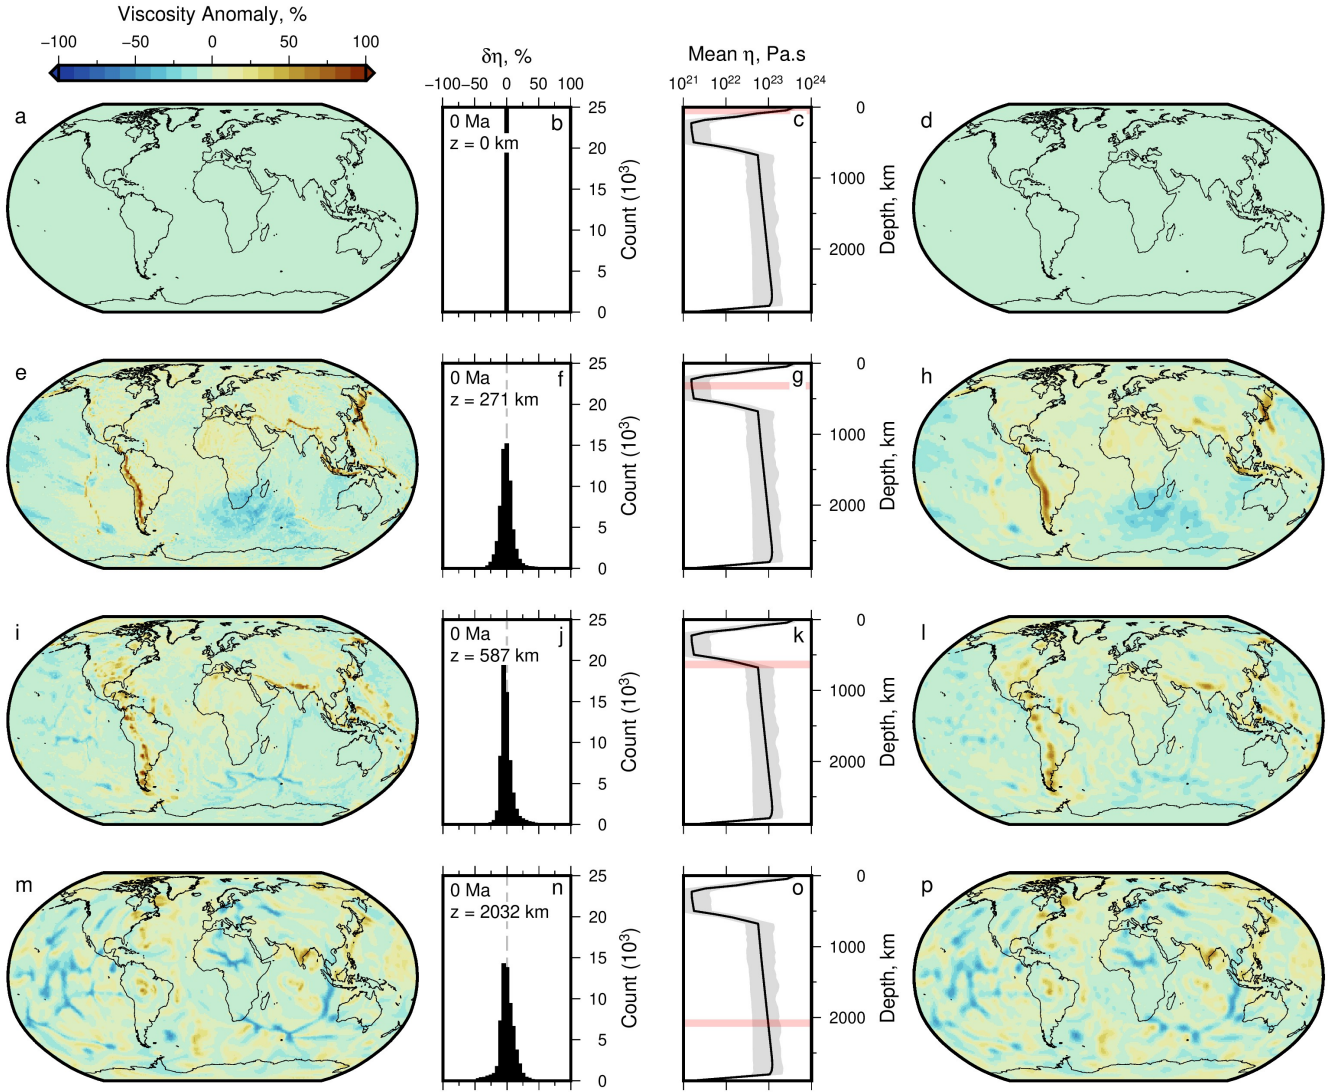 Viscosity Anomaly, %
−100 −50 0 50 100
δη, %
−100 −50 0 50 100
Mean η, Pa.s
10²¹ 10²² 10²³ 10²⁴
a
0 Ma b
z = 0 km
0 5 10 15 20 25
Count (10³)
c
0 1000 2000
Depth, km
d
e
0 Ma f
z = 271 km
0 5 10 15 20 25
Count (10³)
g
0 1000 2000
Depth, km
h
i
0 Ma j
z = 587 km
0 5 10 15 20 25
Count (10³)
k
0 1000 2000
Depth, km
l
m
0 Ma n
z = 2032 km
0 5 10 15 20 25
Count (10³)
o
0 1000 2000
Depth, km
p